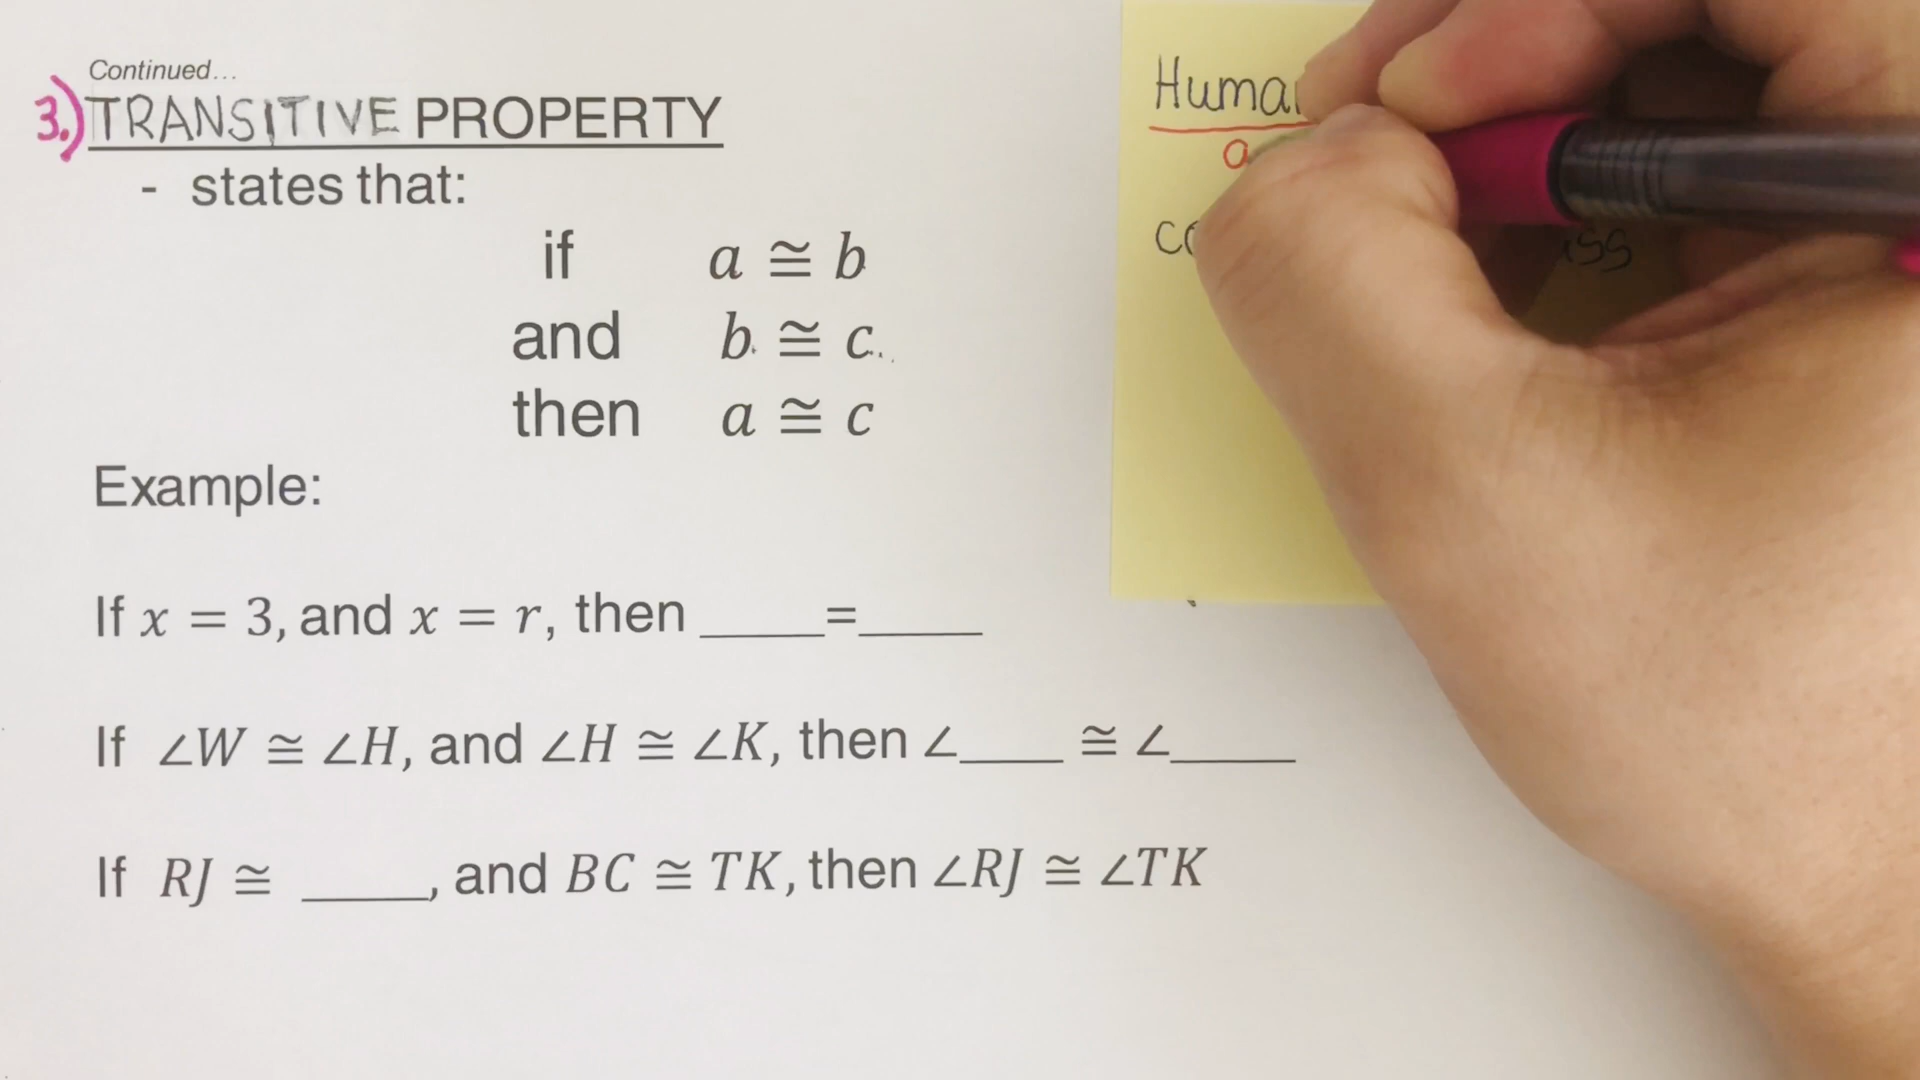 Continued...
3.) TRANSITIVE PROPERTY
- states that:
if a ≅ b
and b ≅ c
then a ≅ c
Example:
If x = 3, and x = r, then ____=____
If ∠W ≅ ∠H, and ∠H ≅ ∠K, then ∠____ ≅ ∠____
If RJ ≅ ____, and BC ≅ TK, then ∠RJ ≅ ∠TK
a